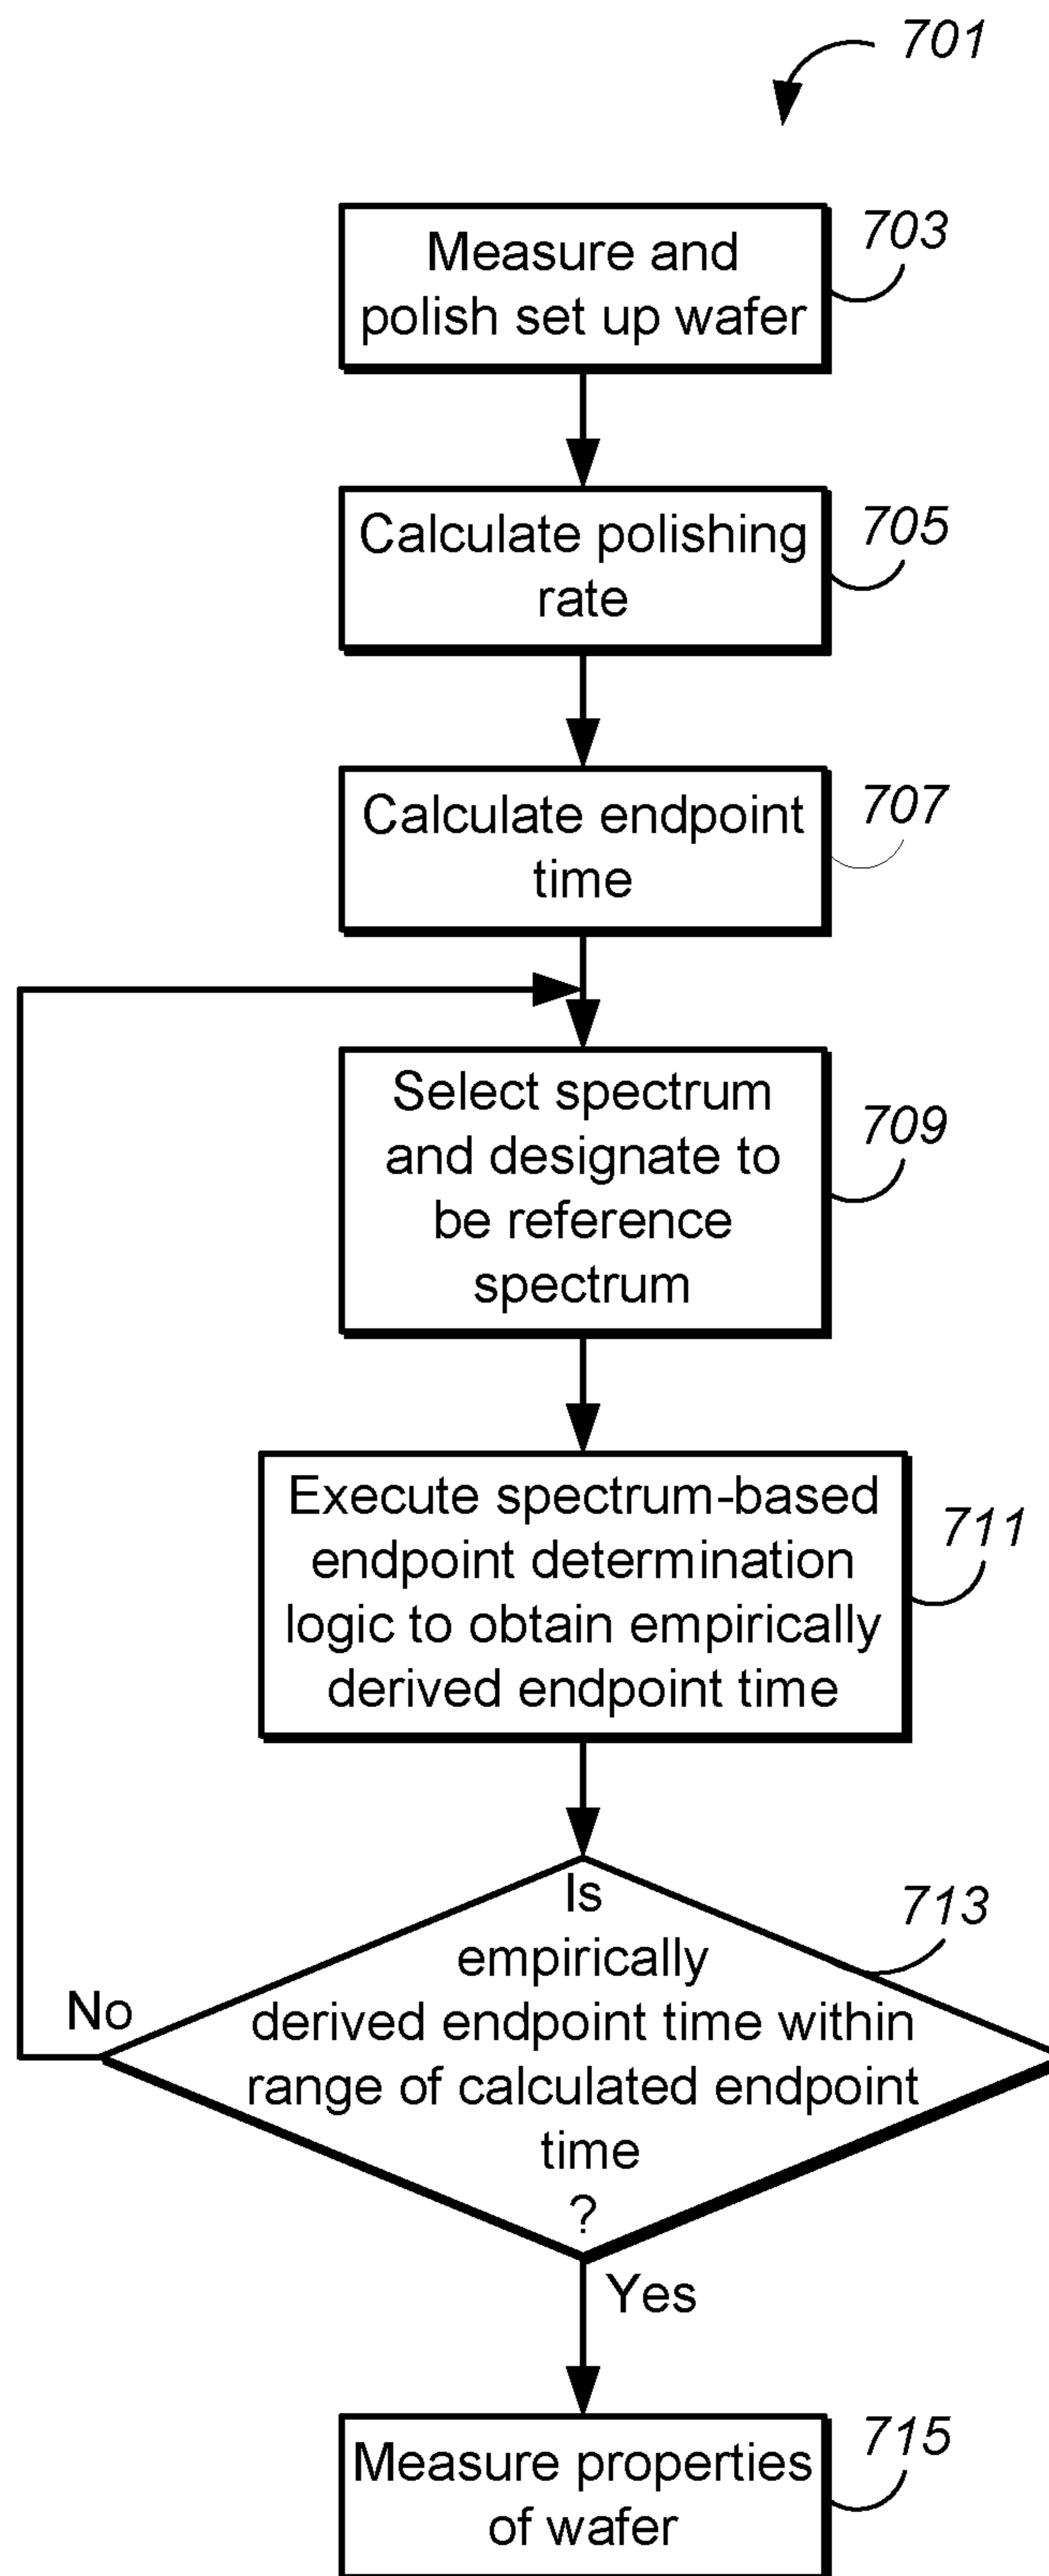 701
Measure and
polish set up wafer
703
Calculate polishing
rate
705
Calculate endpoint
time
707
Select spectrum
and designate to
be reference
spectrum
709
Execute spectrum-based
endpoint determination
logic to obtain empirically
derived endpoint time
711
Is
empirically
derived endpoint time within
range of calculated endpoint
time
?
713
No
Yes
Measure properties
of wafer
715